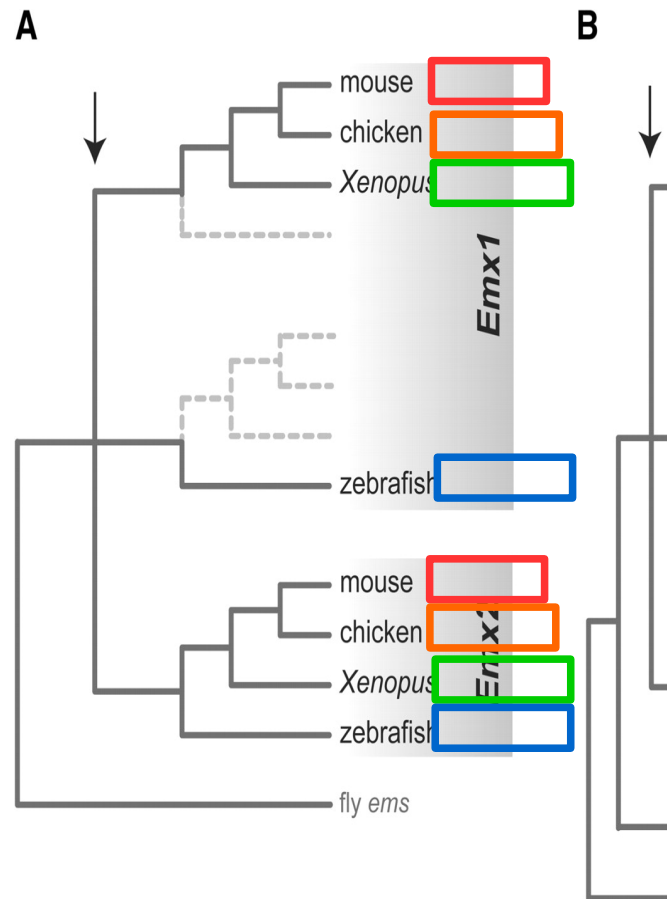 A
B
mouse
chicken
Xenopus
Emx1
zebrafish
mouse
chicken
Emx2
Xenopus
zebrafish
fly ems